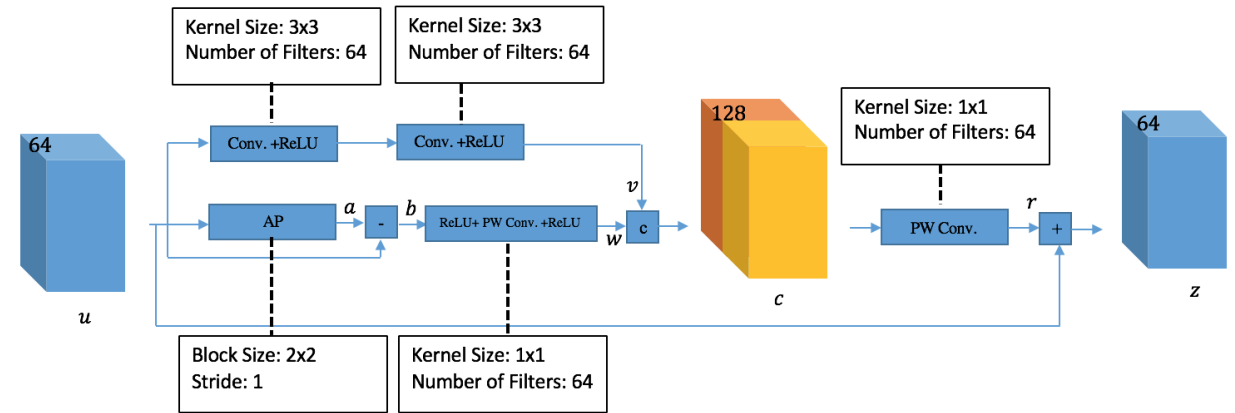 Kernel Size: 3x3
Number of Filters: 64
Kernel Size: 3x3
Number of Filters: 64
Kernel Size: 1x1
Number of Filters: 64
64
128
64
Conv. +ReLU
Conv. +ReLU
v
AP
a
-
b
ReLU+ PW Conv. +ReLU
w
c
PW Conv.
r
+
u
c
z
Block Size: 2x2
Stride: 1
Kernel Size: 1x1
Number of Filters: 64